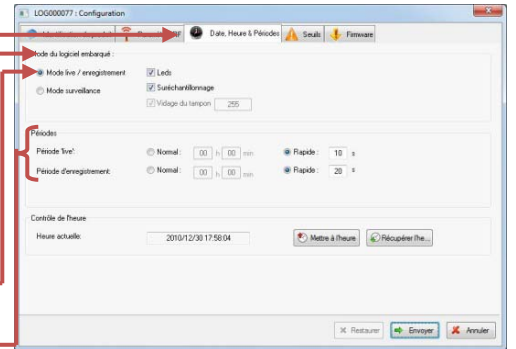 LOG000077 : Configuration
RF
Date, Heure & Périodes
Seuils
Firmware
Mode du logiciel embarqué :
Mode live / enregistrement
Leds
Mode surveillance
Suréchantillonnage
Vidage du tampon
255
Périodes
Période 'live':
Normal :
00 h 00 min
Rapide :
10 s
Période d'enregistrement:
Normal :
00 h 00 min
Rapide :
20 s
Contrôle de l'heure
Heure actuelle:
2010/12/30 17:58:04
Mettre à l'heure
Récupérer l'he...
Restaurer
Envoyer
Annuler